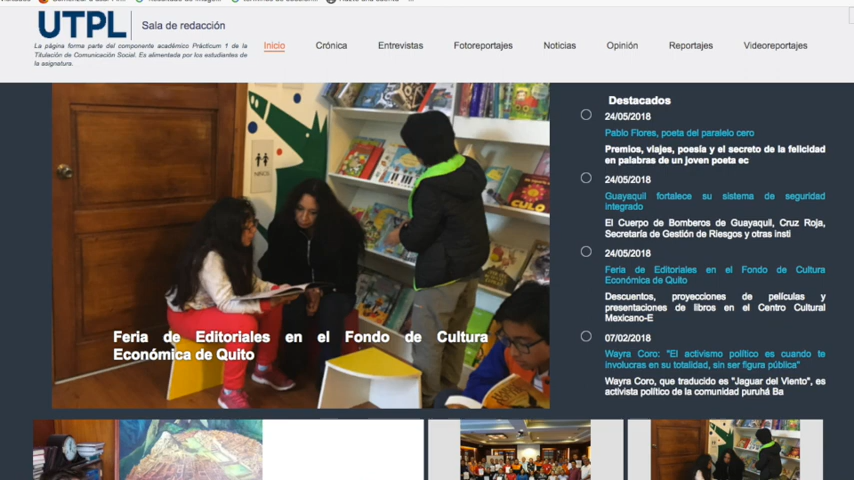 UTPL
Sala de redacción
La página forma parte del componente académico Prácticum 1 de la
Titulación de Comunicación Social. Es alimentada por los estudiantes de
la asignatura.
Inicio
Crónica
Entrevistas
Fotoreportajes
Noticias
Opinión
Reportajes
Videoreportajes
NIÑOS
CULO
Feria de Editoriales en el Fondo de Cultura
Económica de Quito
Destacados
24/05/2018
Pablo Flores, poeta del paralelo cero
Premios, viajes, poesía y el secreto de la felicidad
en palabras de un joven poeta ec
24/05/2018
Guayaquil fortalece su sistema de seguridad
integrado
El Cuerpo de Bomberos de Guayaquil, Cruz Roja,
Secretaría de Gestión de Riesgos y otras insti
24/05/2018
Feria de Editoriales en el Fondo de Cultura
Económica de Quito
Descuentos, proyecciones de películas y
presentaciones de libros en el Centro Cultural
Mexicano-E
07/02/2018
Wayra Coro: "El activismo político es cuando te
involucras en su totalidad, sin ser figura pública"
Wayra Coro, que traducido es "Jaguar del Viento", es
activista político de la comunidad puruhá Ba